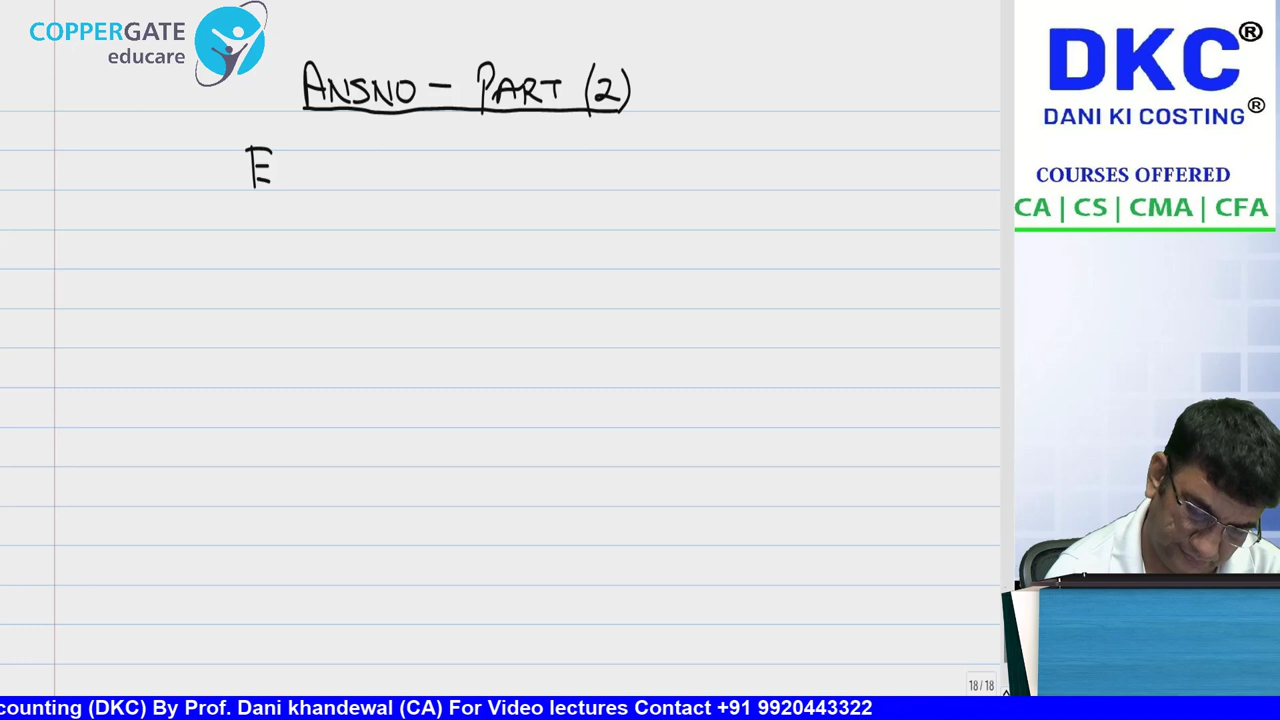 COPPERGATE
educare
ANSNO - PART (2)
E
DKC®
DANI KI COSTING®
COURSES OFFERED
CA | CS | CMA | CFA
18 / 18
counting (DKC) By Prof. Dani khandewal (CA) For Video lectures Contact +91 9920443322